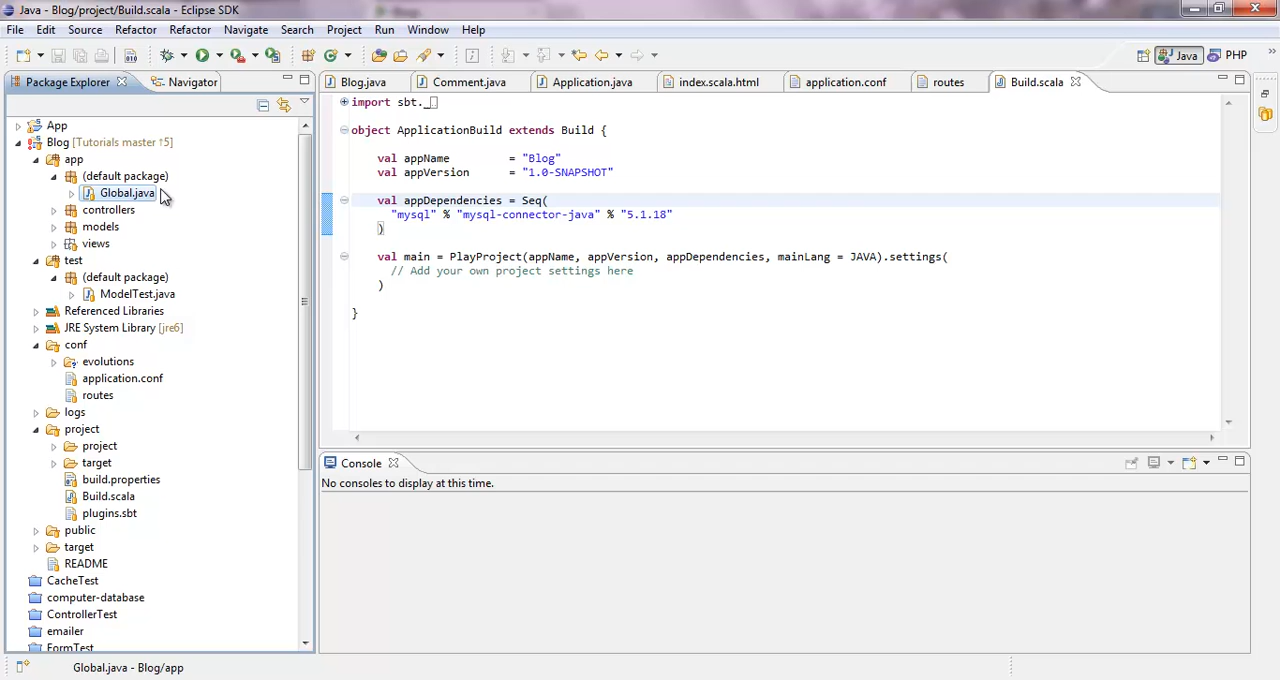 Java - Blog/project/Build.scala - Eclipse SDK
File Edit Source Refactor Refactor Navigate Search Project Run Window Help
Java PHP
Package Explorer Navigator
App
Blog [Tutorials master ↑5]
app
(default package)
Global.java
controllers
models
views
test
(default package)
ModelTest.java
Referenced Libraries
JRE System Library [jre6]
conf
evolutions
application.conf
routes
logs
project
project
target
build.properties
Build.scala
plugins.sbt
public
target
README
CacheTest
computer-database
ControllerTest
emailer
FormTest
Blog.java Comment.java Application.java index.scala.html application.conf routes Build.scala
import sbt._
object ApplicationBuild extends Build {
val appName = "Blog"
val appVersion = "1.0-SNAPSHOT"
val appDependencies = Seq(
"mysql" % "mysql-connector-java" % "5.1.18"
)
val main = PlayProject(appName, appVersion, appDependencies, mainLang = JAVA).settings(
// Add your own project settings here
)
}
Console
No consoles to display at this time.
Global.java - Blog/app